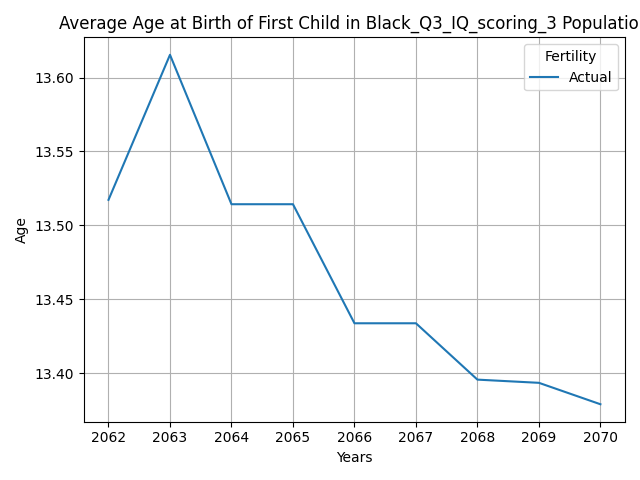 Average Age at Birth of First Child in Black_Q3_IQ_scoring_3 Populatio
Fertility
Actual
Age
13.60
13.55
13.50
13.45
13.40
2062 2063 2064 2065 2066 2067 2068 2069 2070
Years